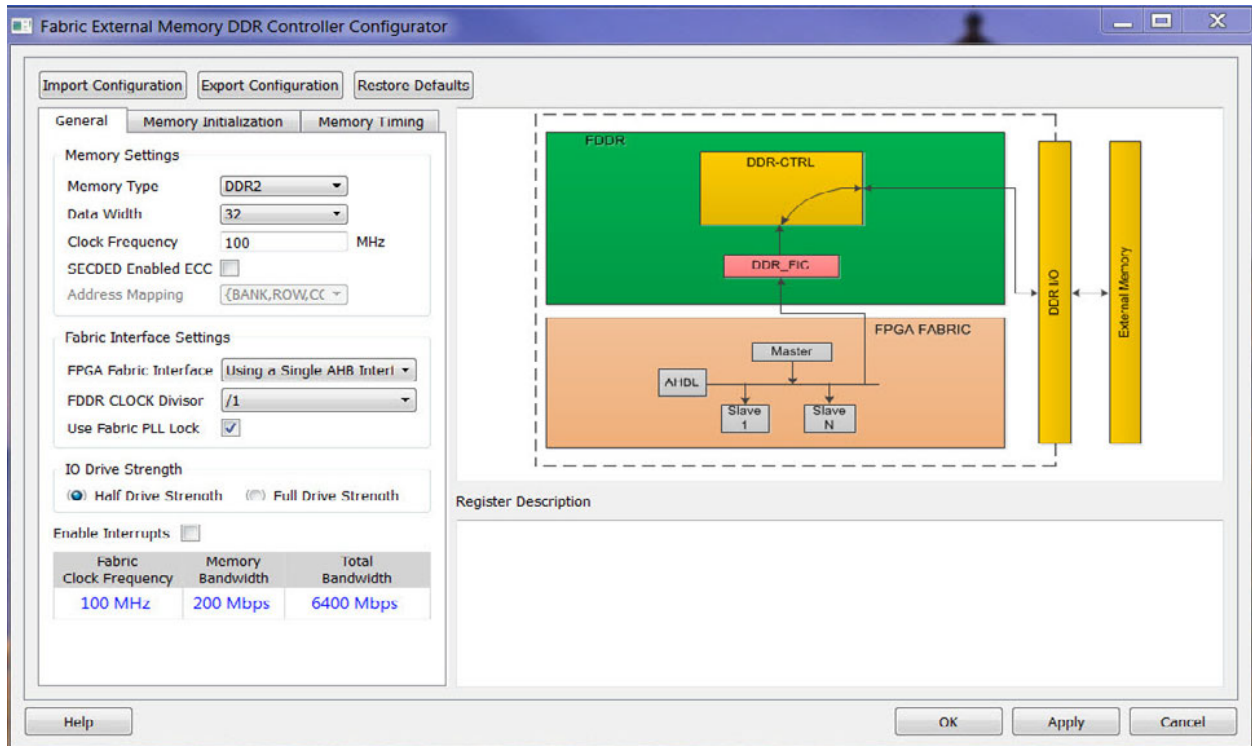 Fabric External Memory DDR Controller Configurator
Import Configuration Export Configuration Restore Defaults
General Memory Initialization Memory Timing
Memory Settings
Memory Type DDR2
Data Width 32
Clock Frequency 100 MHz
SECDED Enabled ECC
Address Mapping {BANK,ROW,CC
Fabric Interface Settings
FPGA Fabric Interface Using a Single AHB Interf
FDDR CLOCK Divisor /1
Use Fabric PLL Lock
IO Drive Strength
Half Drive Strength Full Drive Strength
Enable Interrupts
Fabric Clock Frequency Memory Bandwidth Total Bandwidth
100 MHz 200 Mbps 6400 Mbps
FDDR
DDR-CTRL
DDR_FIC
FPGA FABRIC
Master
AHBL
Slave 1
Slave N
DDR I/O
External Memory
Register Description
Help OK Apply Cancel